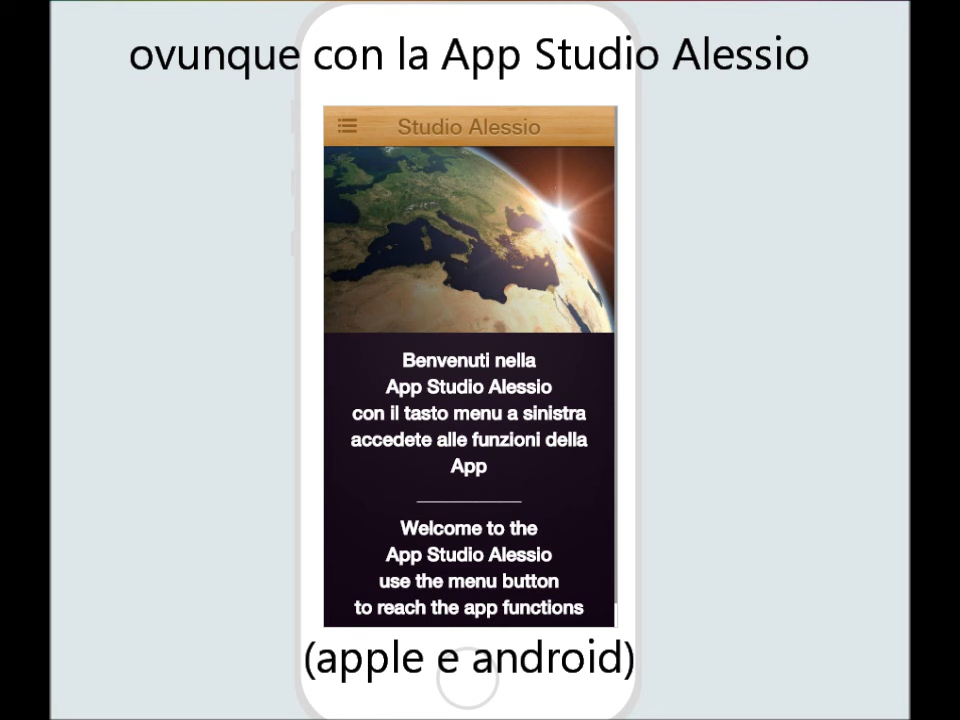 ovunque con la App Studio Alessio
Studio Alessio
Benvenuti nella
App Studio Alessio
con il tasto menu a sinistra
accedete alle funzioni della
App
Welcome to the
App Studio Alessio
use the menu button
to reach the app functions
(apple e android)